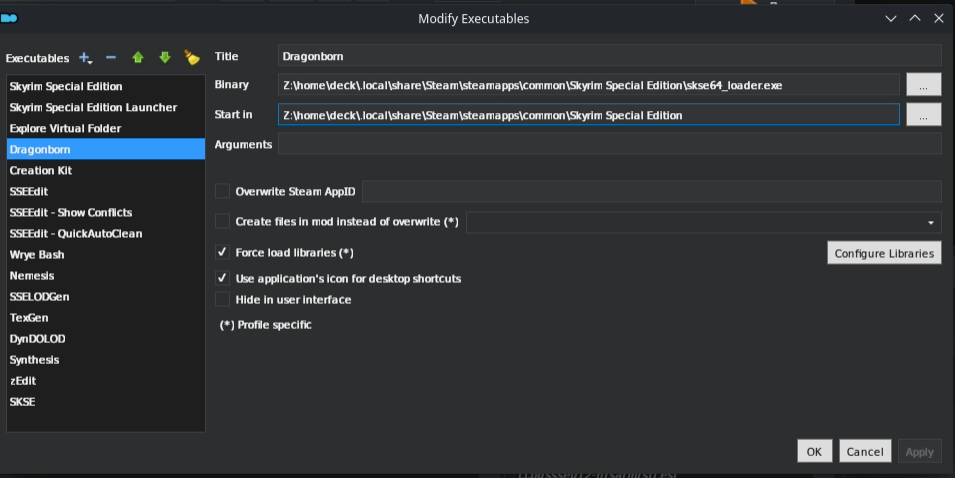 Modify Executables
Executables
Skyrim Special Edition
Skyrim Special Edition Launcher
Explore Virtual Folder
Dragonborn
Creation Kit
SSEEdit
SSEEdit - Show Conflicts
SSEEdit - QuickAutoClean
Wrye Bash
Nemesis
SSELODGen
TexGen
DynDOLOD
Synthesis
zEdit
SKSE
Title Dragonborn
Binary Z:\home\deck\.local\share\Steam\steamapps\common\Skyrim Special Edition\skse64_loader.exe ...
Start in Z:\home\deck\.local\share\Steam\steamapps\common\Skyrim Special Edition ...
Arguments
Overwrite Steam AppID
Create files in mod instead of overwrite (*)
Force load libraries (*) Configure Libraries
Use application's icon for desktop shortcuts
Hide in user interface
(*) Profile specific
OK Cancel Apply